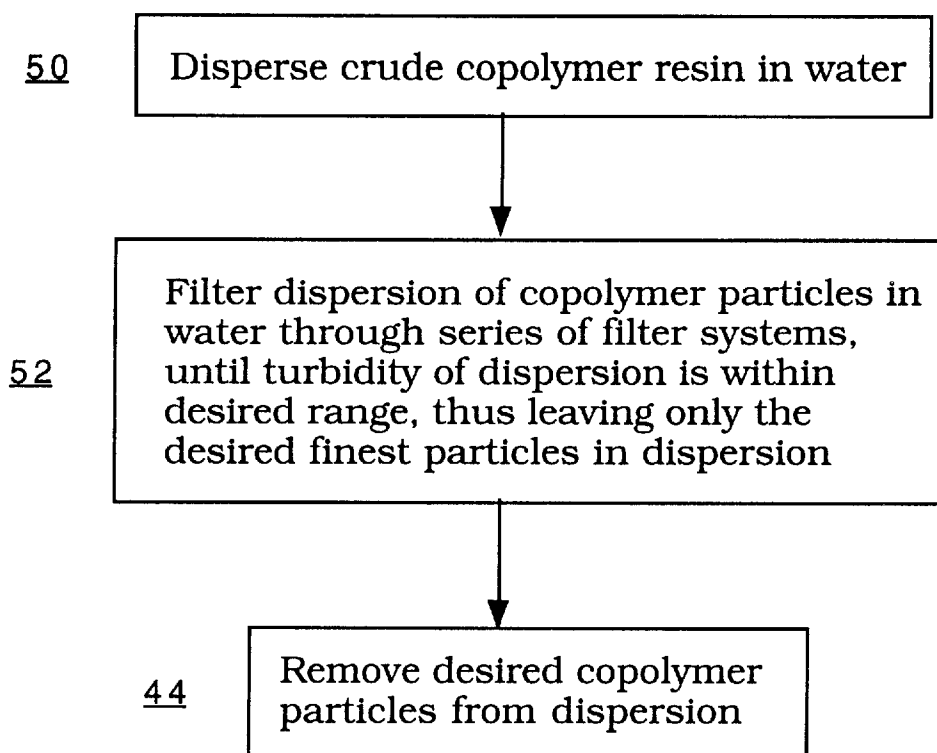 50
Disperse crude copolymer resin in water
52
Filter dispersion of copolymer particles in
water through series of filter systems,
until turbidity of dispersion is within
desired range, thus leaving only the
desired finest particles in dispersion
44
Remove desired copolymer
particles from dispersion